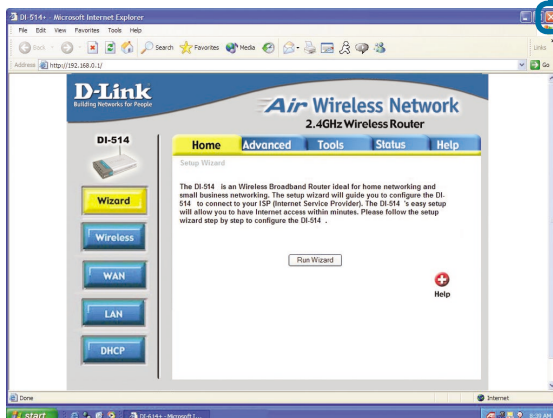 DI-514+ - Microsoft Internet Explorer
File Edit View Favorites Tools Help
Back Search Favorites Media
Links
Address http://192.168.0.1/ Go
D-Link
Building Networks for People
Air Wireless Network
2.4GHz Wireless Router
DI-514
Home Advanced Tools Status Help
Setup Wizard
The DI-514 is an Wireless Broadband Router ideal for home networking and
small business networking. The setup wizard will guide you to configure the DI-
514 to connect to your ISP (Internet Service Provider). The DI-514 's easy setup
will allow you to have Internet access within minutes. Please follow the setup
wizard step by step to configure the DI-514 .
Wizard
Wireless
WAN
LAN
DHCP
Run Wizard
Help
Done Internet
start DI-614+ - Microsoft I...